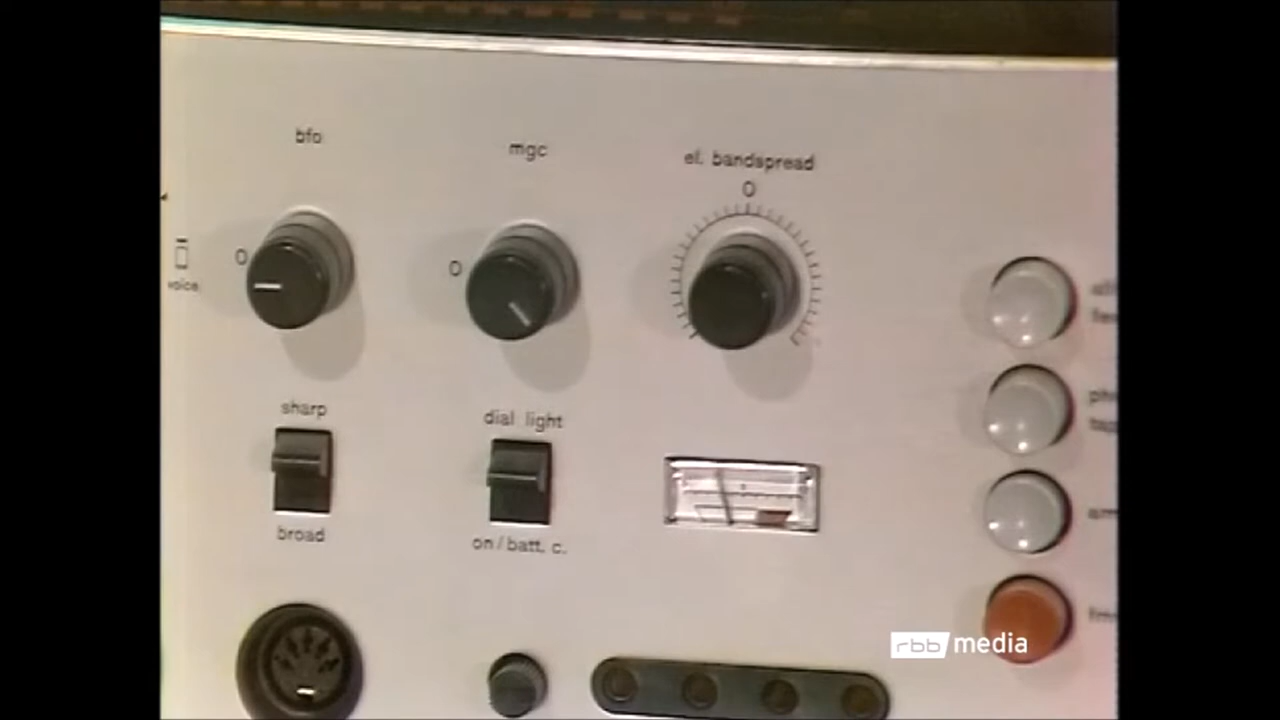 bfo
mgc
el. bandspread
0
0
0
voice
sharp
dial light
broad
on/batt. c.
rbb media